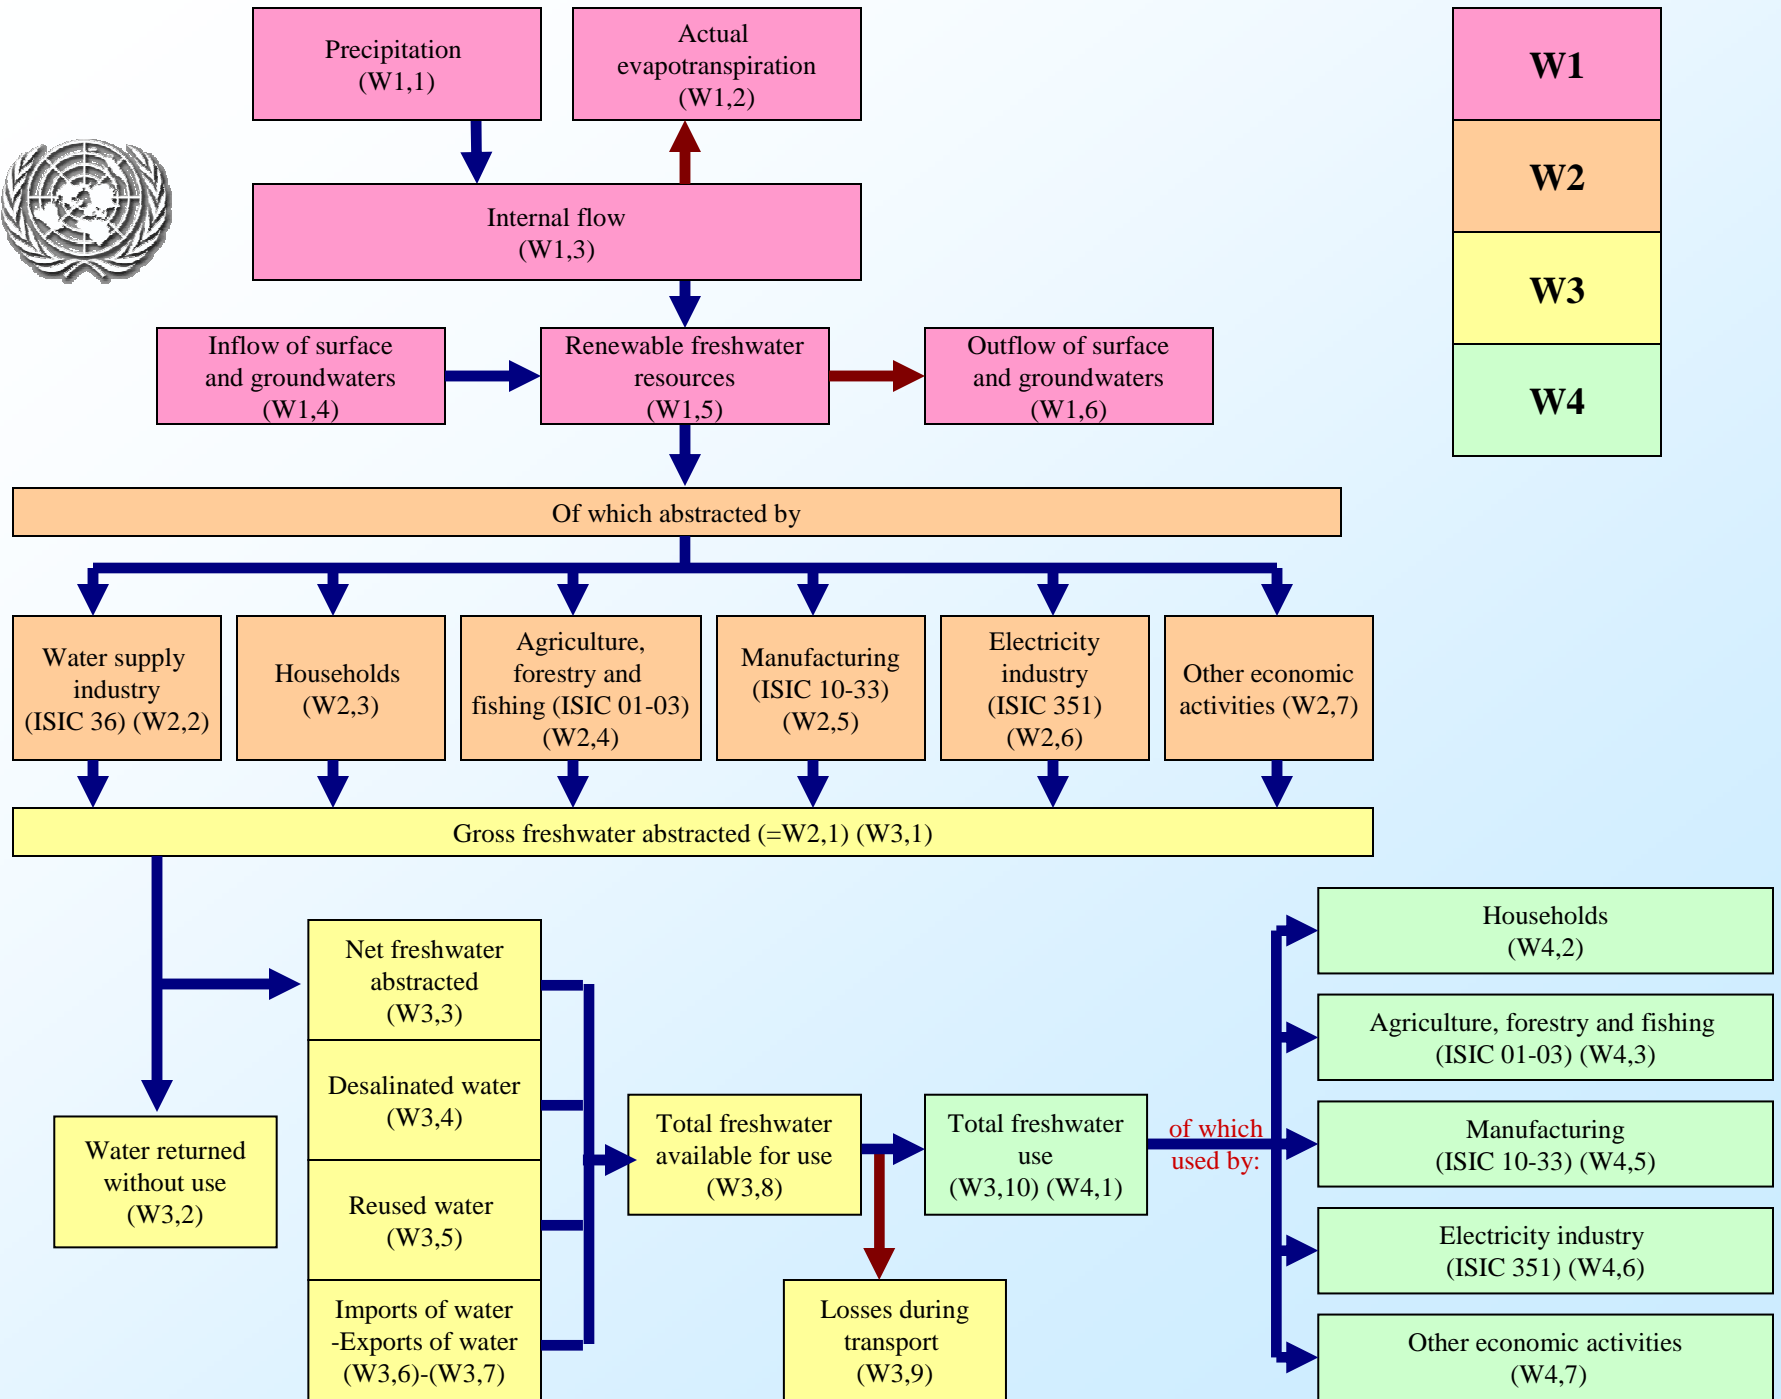 Precipitation
(W1,1)
Actual
evapotranspiration
(W1,2)
W1
W2
W3
W4
Internal flow
(W1,3)
Inflow of surface
and groundwaters
(W1,4)
Renewable freshwater
resources
(W1,5)
Outflow of surface
and groundwaters
(W1,6)
Of which abstracted by
Water supply
industry
(ISIC 36) (W2,2)
Households
(W2,3)
Agriculture,
forestry and
fishing (ISIC 01-03)
(W2,4)
Manufacturing
(ISIC 10-33)
(W2,5)
Electricity
industry
(ISIC 351)
(W2,6)
Other economic
activities (W2,7)
Gross freshwater abstracted (=W2,1) (W3,1)
Water returned
without use
(W3,2)
Net freshwater
abstracted
(W3,3)
Desalinated water
(W3,4)
Reused water
(W3,5)
Imports of water
-Exports of water
(W3,6)-(W3,7)
Total freshwater
available for use
(W3,8)
Losses during
transport
(W3,9)
Total freshwater
use
(W3,10) (W4,1)
of which
used by:
Households
(W4,2)
Agriculture, forestry and fishing
(ISIC 01-03) (W4,3)
Manufacturing
(ISIC 10-33) (W4,5)
Electricity industry
(ISIC 351) (W4,6)
Other economic activities
(W4,7)